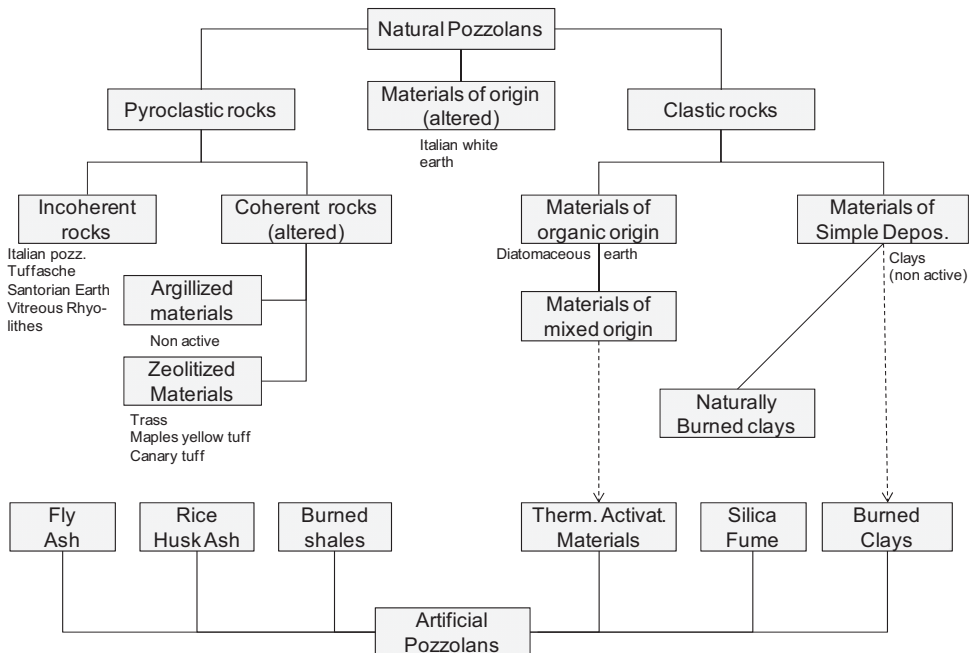 Natural Pozzolans
Pyroclastic rocks
Materials of origin
(altered)
Clastic rocks
Italian white
earth
Incoherent
rocks
Coherent rocks
(altered)
Materials of
organic origin
Materials of
Simple Depos.
Italian pozz.
Tuffasche
Santorian Earth
Vitreous Rhyo-
lithes
Diatomaceous earth
Clays
(non active)
Argillized
materials
Non active
Materials of
mixed origin
Zeolitized
Materials
Trass
Maples yellow tuff
Canary tuff
Naturally
Burned clays
Fly
Ash
Rice
Husk Ash
Burned
shales
Therm. Activat.
Materials
Silica
Fume
Burned
Clays
Artificial
Pozzolans